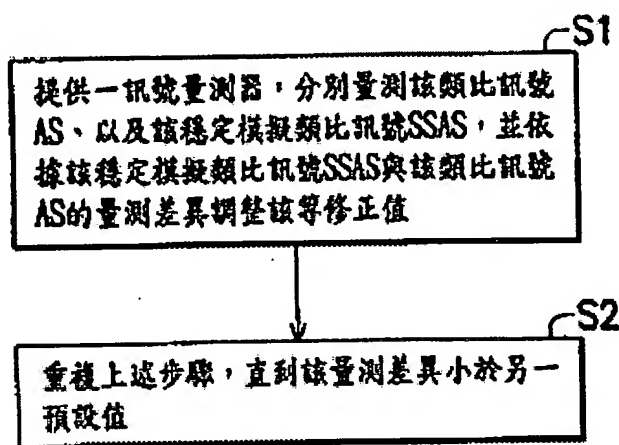 S1
提供一訊號量測器，分別量測該類比訊號
AS、以及該穩定模擬類比訊號SSAS，並依
據該穩定模擬類比訊號SSAS與該類比訊號
AS的量測差異調整該等修正值
S2
重複上述步驟，直到該量測差異小於另一
預設值